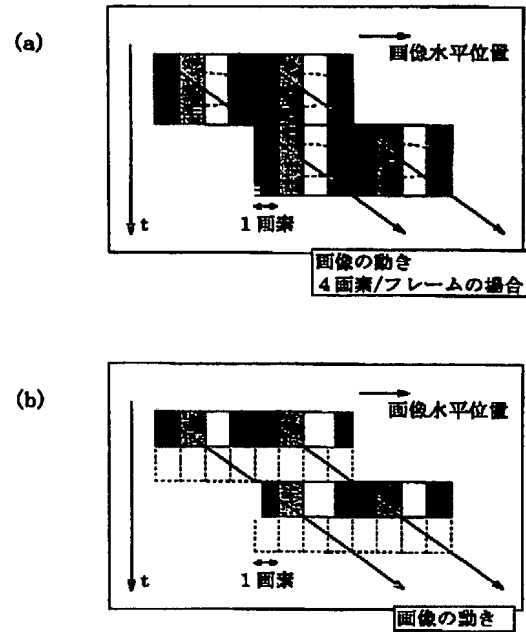 (a)
画像水平位置
t
1画素
画像の動き
4画素/フレームの場合
(b)
画像水平位置
t
1画素
画像の動き